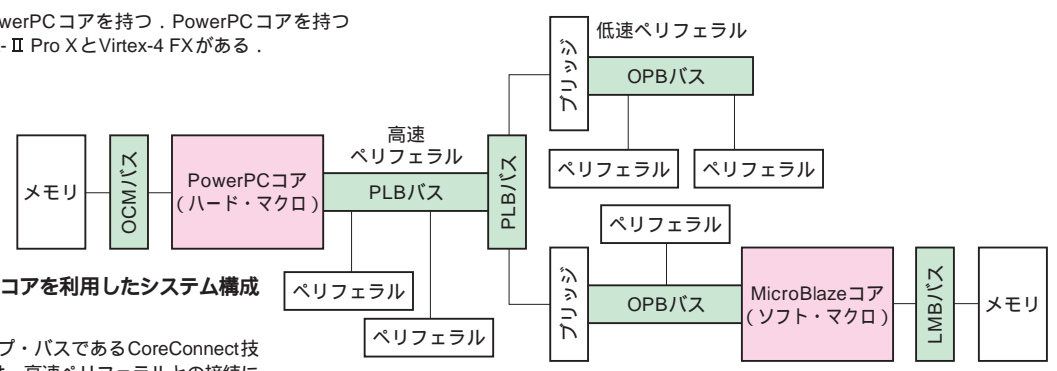 werPCコアを持つ．PowerPCコアを持つ
-Ⅱ Pro XとVirtex-4 FXがある．
低速ペリフェラル
ブリッジ
OPBバス
ペリフェラル
ペリフェラル
高速
ペリフェラル
メモリ
OCMバス
PowerPCコア
（ハード・マクロ）
PLBバス
PLBバス
ペリフェラル
ペリフェラル
ペリフェラル
ブリッジ
OPBバス
MicroBlazeコア
（ソフト・マクロ）
LMBバス
メモリ
コアを利用したシステム構成
プ・バスであるCoreConnect技